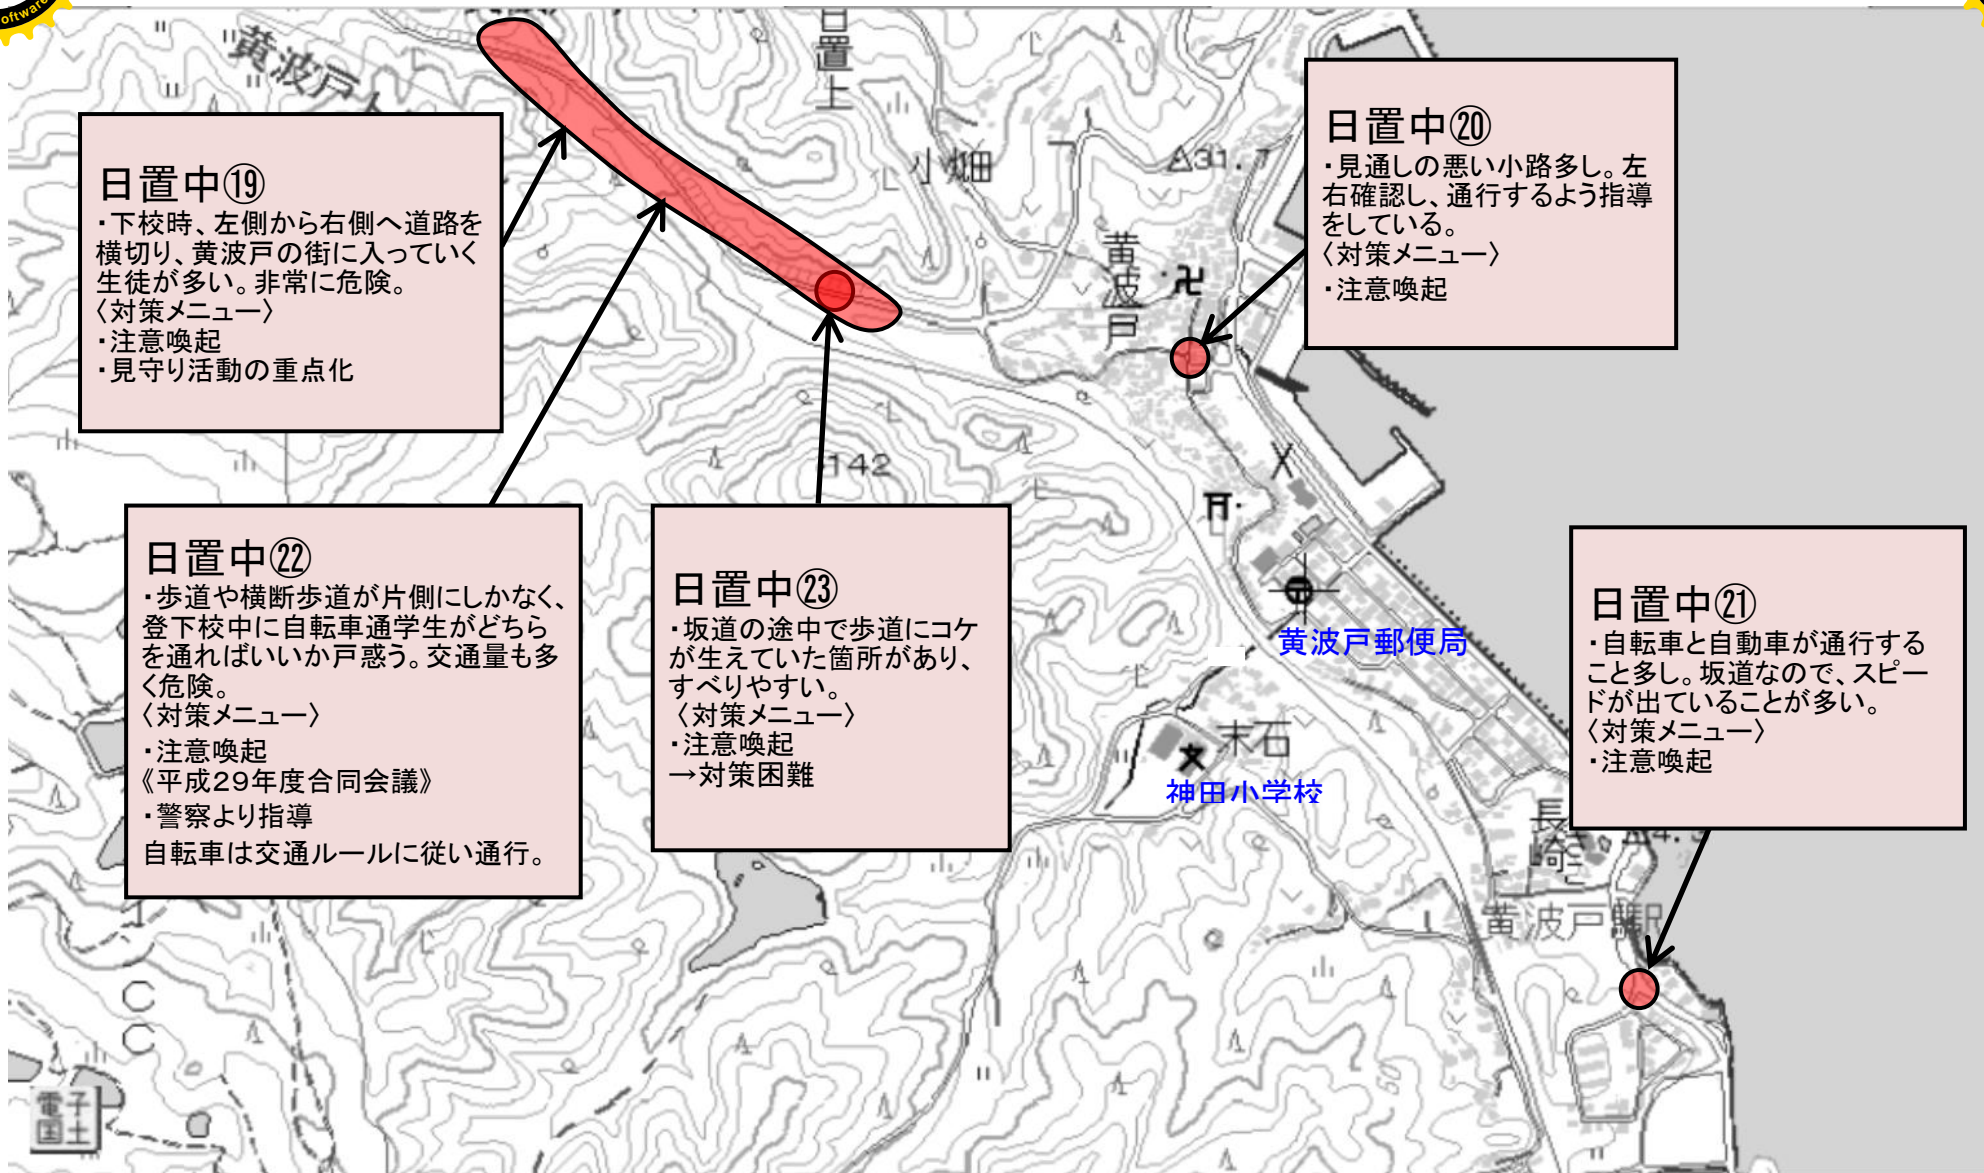 oftware
黄波戸
日置上
小畑
△31.7
黄波戸
142
末石
長崎
黄波戸駅
黄波戸郵便局
神田小学校
日置中⑲
・下校時、左側から右側へ道路を
横切り、黄波戸の街に入っていく
生徒が多い。非常に危険。
〈対策メニュー〉
・注意喚起
・見守り活動の重点化
日置中⑳
・見通しの悪い小路多し。左
右確認し、通行するよう指導
をしている。
〈対策メニュー〉
・注意喚起
日置中㉒
・歩道や横断歩道が片側にしかなく、
登下校中に自転車通学生がどちら
を通ればいいか戸惑う。交通量も多
く危険。
〈対策メニュー〉
・注意喚起
《平成29年度合同会議》
・警察より指導
自転車は交通ルールに従い通行。
日置中㉓
・坂道の途中で歩道にコケ
が生えていた箇所があり、
すべりやすい。
〈対策メニュー〉
・注意喚起
→対策困難
日置中㉑
・自転車と自動車が通行する
こと多し。坂道なので、スピー
ドが出ていることが多い。
〈対策メニュー〉
・注意喚起
電子
国土